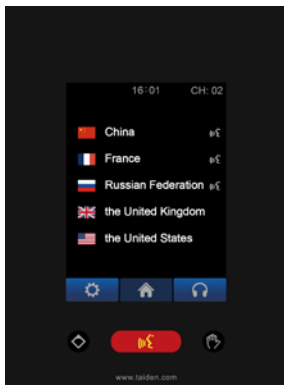 16:01 CH: 02
China
France
Russian Federation
the United Kingdom
the United States
www.taiden.com